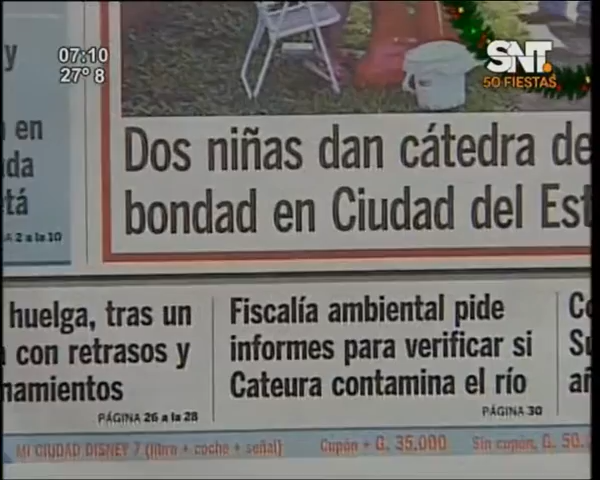 07:10
27° 8
SNT.
50 FIESTAS
y
en
da
tá
A 2 a la 10
Dos niñas dan cátedra de
bondad en Ciudad del Est
huelga, tras un
con retrasos y
namientos
PÁGINA 26 a la 28
Fiscalía ambiental pide
informes para verificar si
Cateura contamina el río
PÁGINA 30
Co
Su
añ
MI CIUDAD DISNEY 7 (libro + coche + señal) Cupón + G. 35.000 Sin cupón, G. 50.